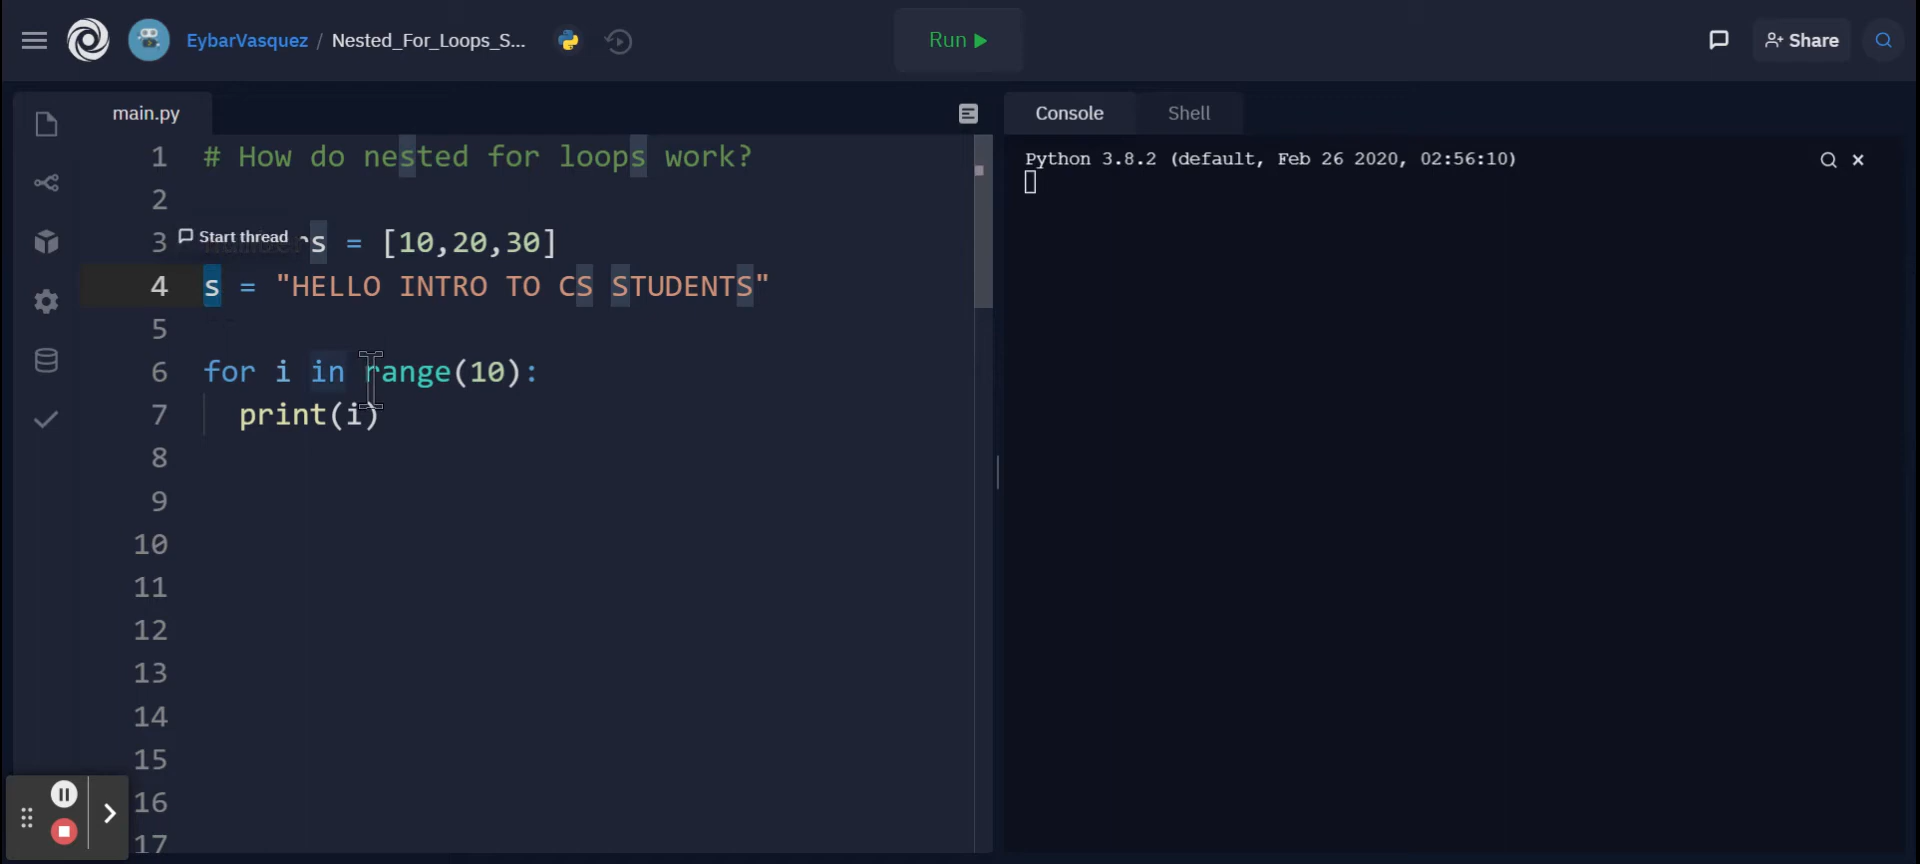 EybarVasquez / Nested_For_Loops_S...
Run
Share
main.py
Console
Shell
Python 3.8.2 (default, Feb 26 2020, 02:56:10)
1 # How do nested for loops work?
2
Start thread
3 s = [10,20,30]
4 s = "HELLO INTRO TO CS STUDENTS"
5
6 for i in range(10):
7 print(i)
8
9
10
11
12
13
14
15
16
17